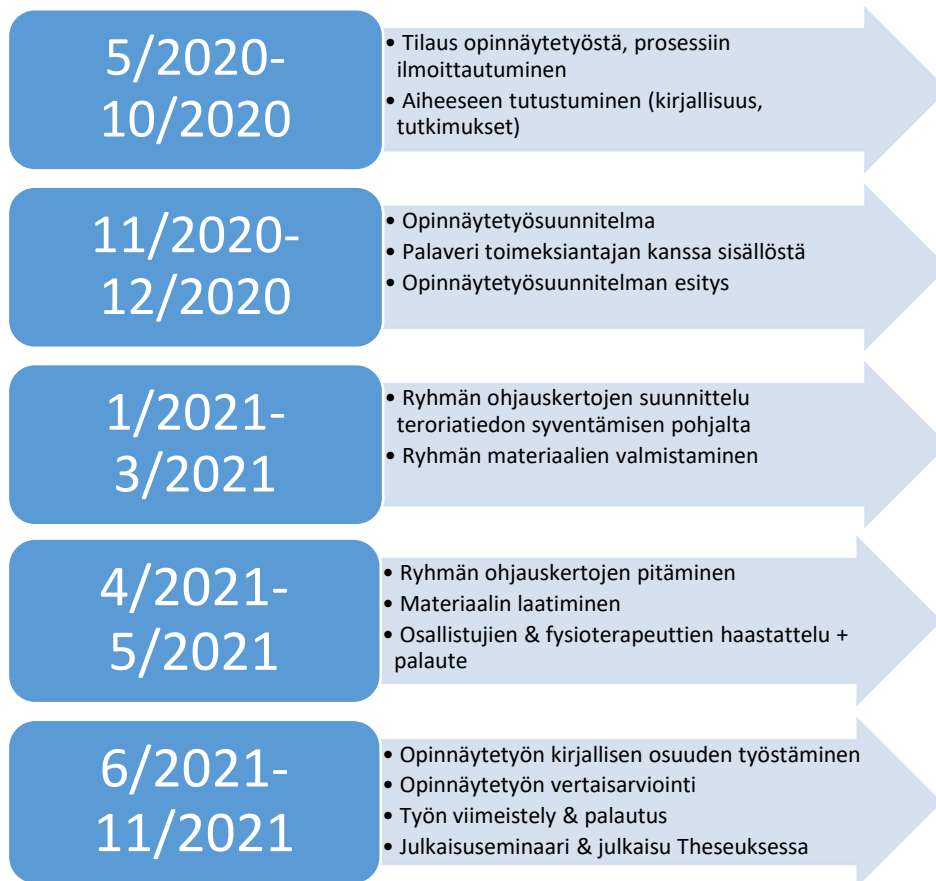 5/2020-
10/2020
• Tilaus opinnäytetyöstä, prosessiin
ilmoittautuminen
• Aiheeseen tutustuminen (kirjallisuus,
tutkimukset)
11/2020-
12/2020
• Opinnäytetyösuunnitelma
• Palaveri toimeksiantajan kanssa sisällöstä
• Opinnäytetyösuunnitelman esitys
1/2021-
3/2021
• Ryhmän ohjauskertojen suunnittelu
teroriatiedon syventämisen pohjalta
• Ryhmän materiaalien valmistaminen
4/2021-
5/2021
• Ryhmän ohjauskertojen pitäminen
• Materiaalin laatiminen
• Osallistujien & fysioterapeuttien haastattelu +
palaute
6/2021-
11/2021
• Opinnäytetyön kirjallisen osuuden työstäminen
• Opinnäytetyön vertaisarviointi
• Työn viimeistely & palautus
• Julkaisuseminaari & julkaisu Theseuksessa